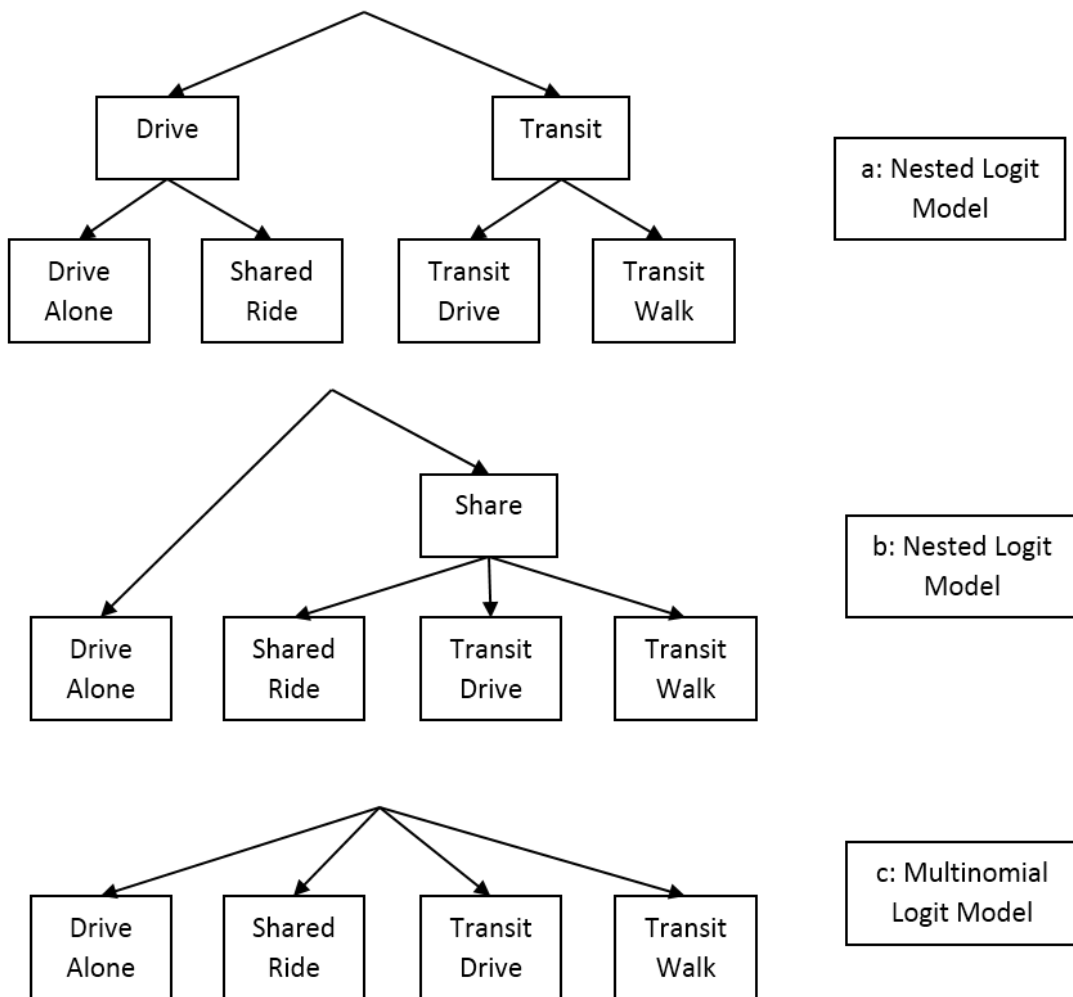 Drive
Transit
a: Nested Logit
Model
Drive
Alone
Shared
Ride
Transit
Drive
Transit
Walk
Share
b: Nested Logit
Model
Drive
Alone
Shared
Ride
Transit
Drive
Transit
Walk
c: Multinomial
Logit Model
Drive
Alone
Shared
Ride
Transit
Drive
Transit
Walk